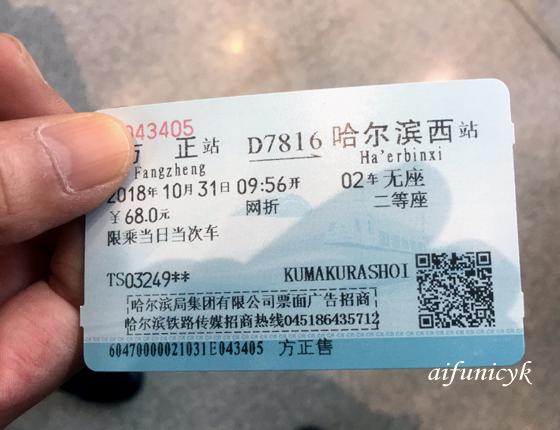 043405
方 正 站 D7816 哈尔滨西 站
Fangzheng Ha'erbinxi
2018年10月31日 09:56开 02车 无座
￥68.0元 网折 二等座
限乘当日当次车
TS03249** KUMAKURASHOI
哈尔滨局集团有限公司票面广告招商
哈尔滨铁路传媒招商热线045186435712
60470000021031E043405 方正售
aifunicyk